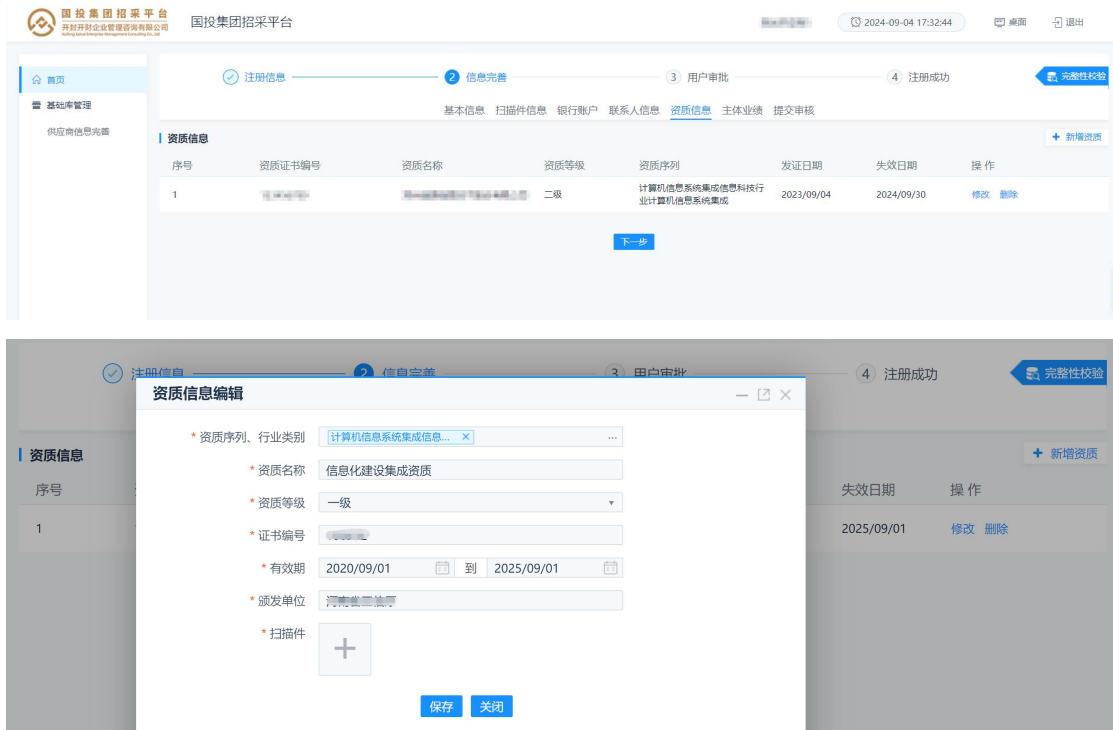 国投集团招采平台
开封开财企业管理咨询有限公司
国投集团招采平台
2024-09-04 17:32:44
桌面
退出
首页
基础库管理
供应商信息完善
注册信息
2 信息完善
3 用户审批
4 注册成功
完整性校验
基本信息 扫描件信息 银行账户 联系人信息 资质信息 主体业绩 提交审核
资质信息
新增资质
序号 资质证书编号 资质名称 资质等级 资质序列 发证日期 失效日期 操作
1 二级 计算机信息系统集成信息科技行 2023/09/04 2024/09/30 修改 删除
业计算机信息系统集成
下一步
注册信息
2 信息完善
3 用户审批
4 注册成功
完整性校验
资质信息编辑
资质信息
新增资质
序号
失效日期 操作
1
2025/09/01 修改 删除
* 资质序列、行业类别 计算机信息系统集成信息... ×
...
* 资质名称 信息化建设集成资质
* 资质等级 一级
* 证书编号
* 有效期 2020/09/01 到 2025/09/01
* 颁发单位
* 扫描件
保存 关闭